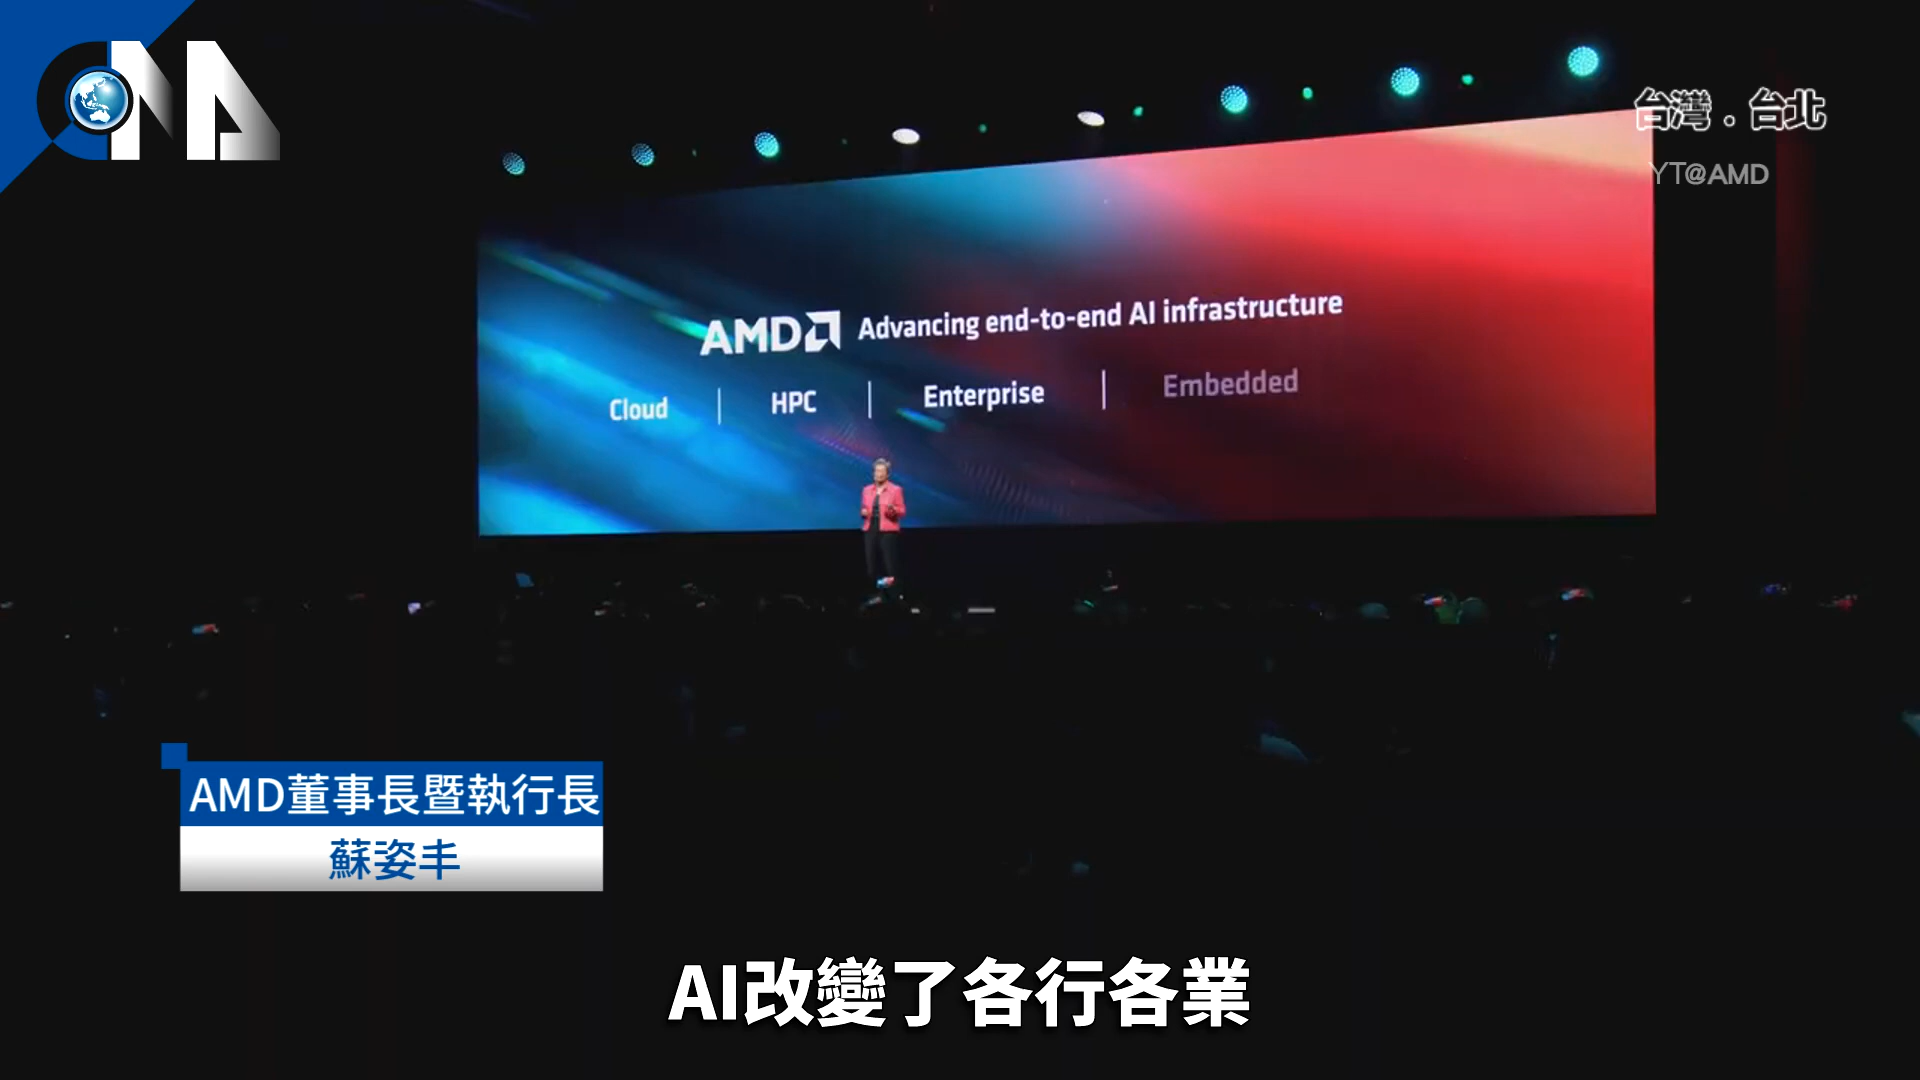 CNA
台灣．台北
YT@AMD
AMD Advancing end-to-end AI infrastructure
Cloud | HPC | Enterprise | Embedded
AMD董事長暨執行長
蘇姿丰
AI改變了各行各業